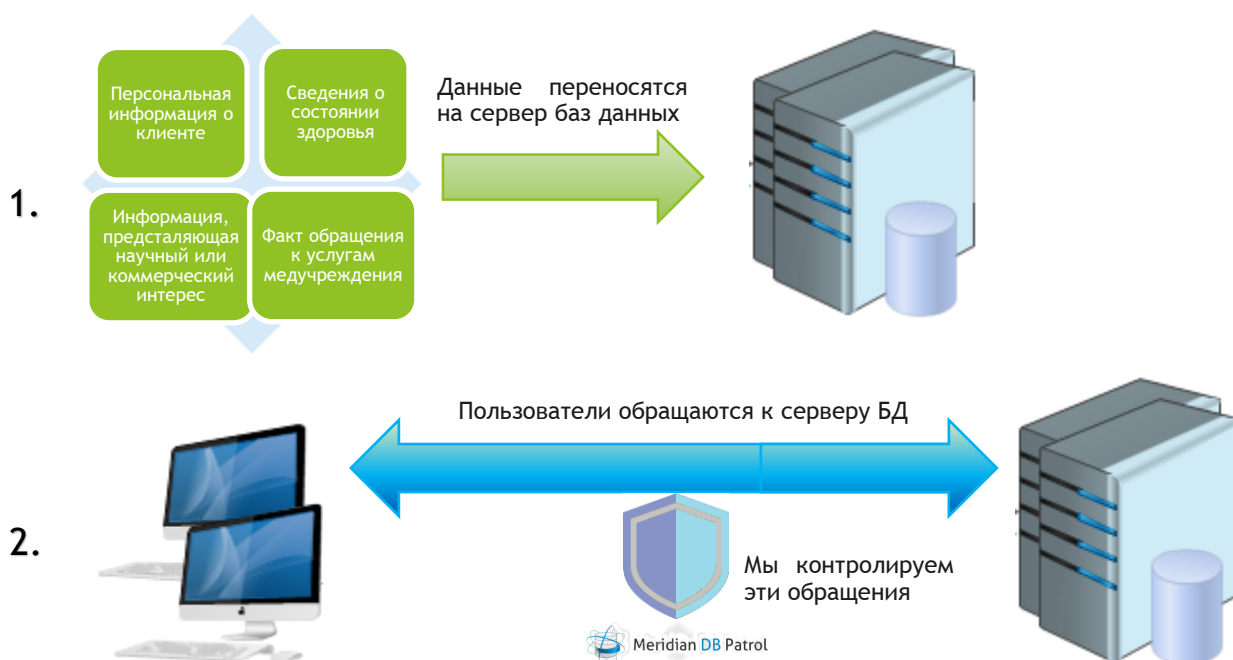 1.
Персональная
информация о
клиенте
Сведения о
состоянии
здоровья
Информация,
предсталяющая
научный или
коммерческий
интерес
Факт обращения
к услугам
медучреждения
Данные переносятся
на сервер баз данных
2.
Пользователи обращаются к серверу БД
Мы контролируем
эти обращения
Meridian DB Patrol